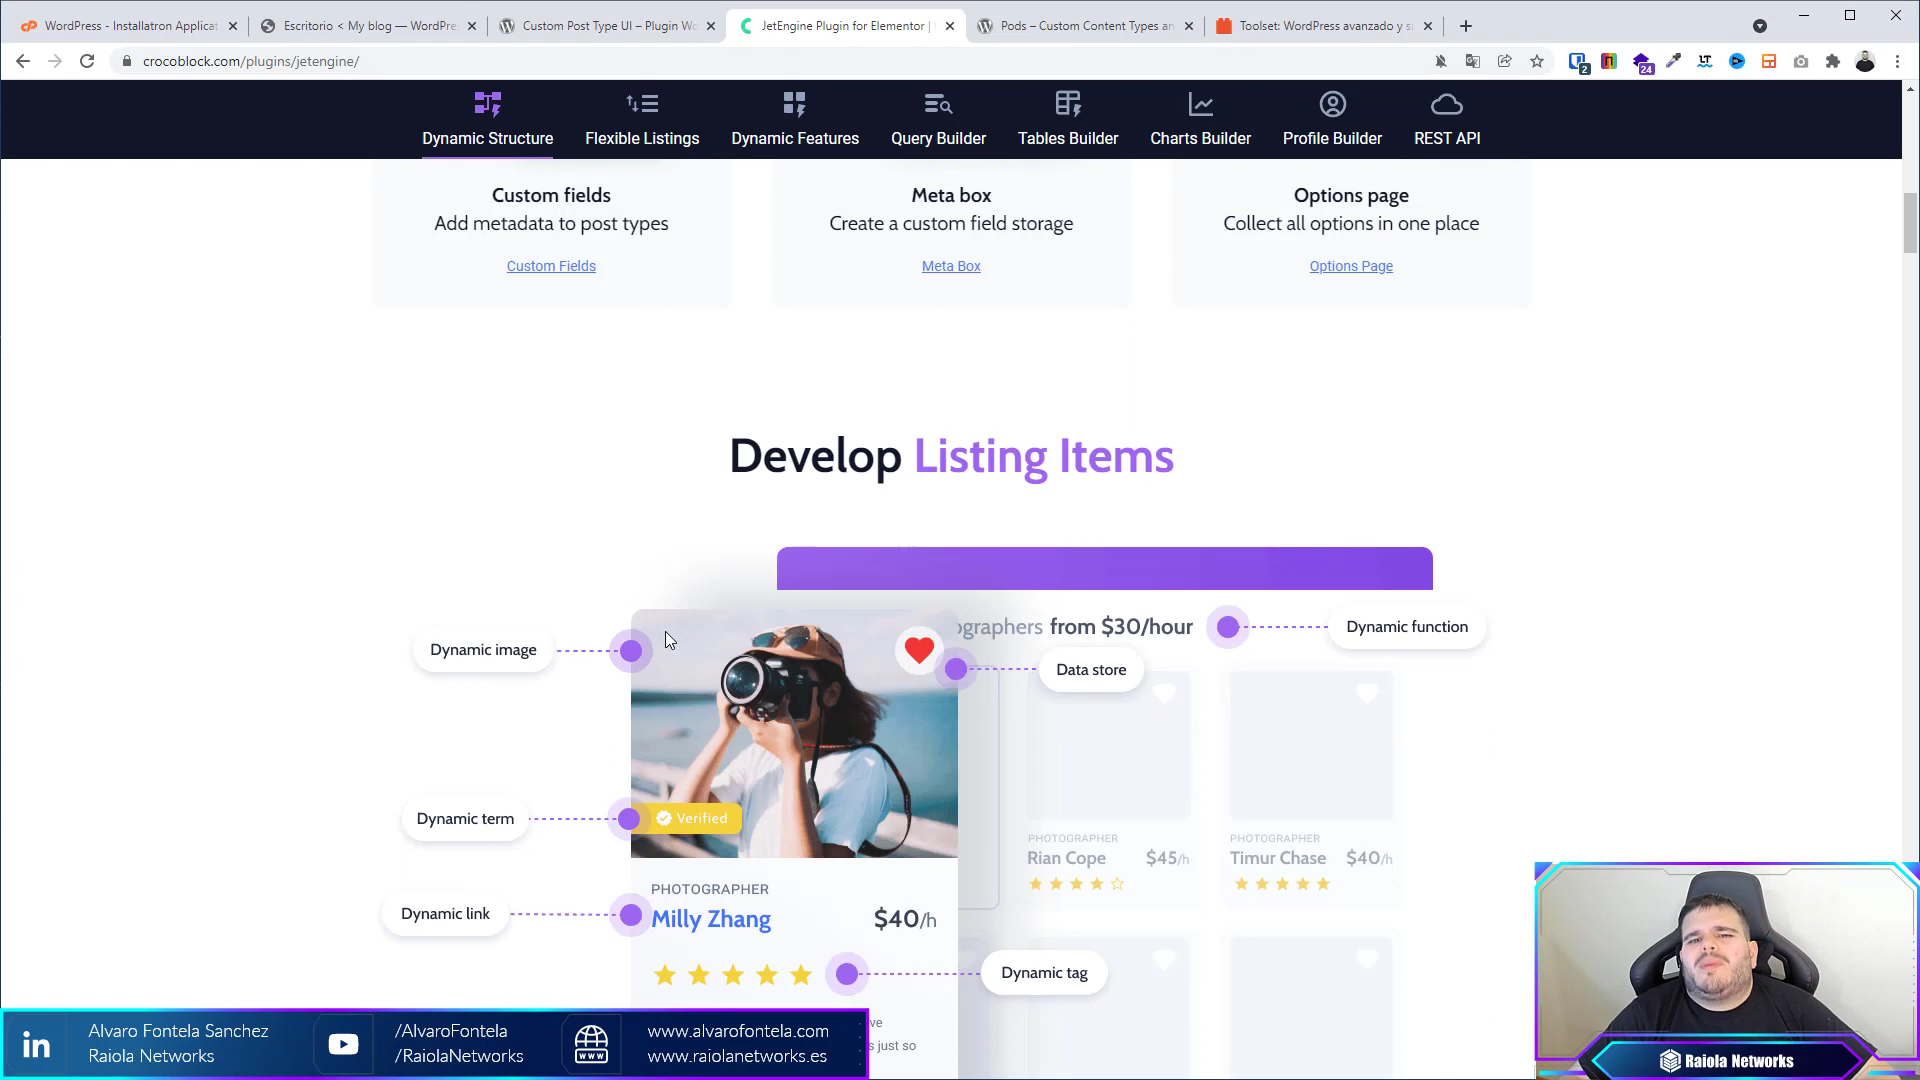 WordPress - Installatron Applicat
Escritorio < My blog — WordPre
Custom Post Type UI – Plugin Wo
JetEngine Plugin for Elementor |
Pods – Custom Content Types an
Toolset: WordPress avanzado y s
crocoblock.com/plugins/jetengine/
2
24
Dynamic Structure
Flexible Listings
Dynamic Features
Query Builder
Tables Builder
Charts Builder
Profile Builder
REST API
Custom fields
Add metadata to post types
Custom Fields
Meta box
Create a custom field storage
Meta Box
Options page
Collect all options in one place
Options Page
Develop Listing Items
ographers from $30/hour
Dynamic function
Dynamic image
Data store
Dynamic term
Verified
PHOTOGRAPHER
Rian Cope $45/h
PHOTOGRAPHER
Timur Chase $40/h
Dynamic link
PHOTOGRAPHER
Milly Zhang $40/h
Dynamic tag
ve
s just so
in
Alvaro Fontela Sanchez
Raiola Networks
/AlvaroFontela
/RaiolaNetworks
www
www.alvarofontela.com
www.raiolanetworks.es
Raiola Networks